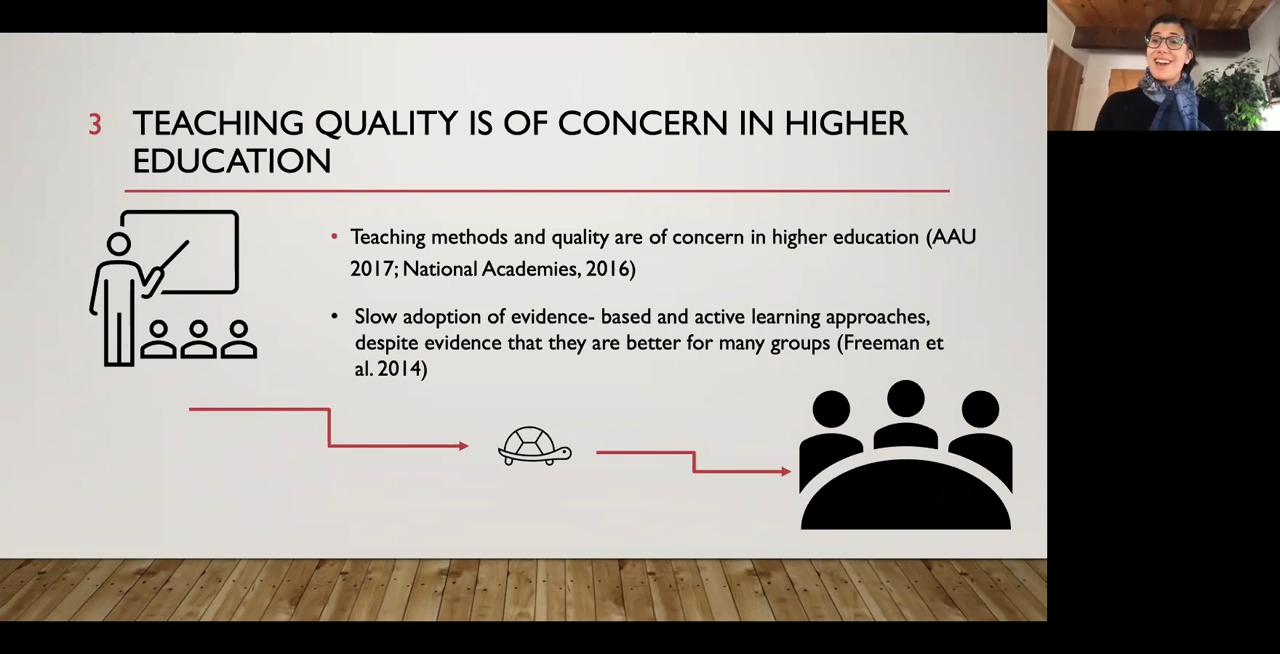 3
TEACHING QUALITY IS OF CONCERN IN HIGHER
EDUCATION
• Teaching methods and quality are of concern in higher education (AAU
2017; National Academies, 2016)
• Slow adoption of evidence- based and active learning approaches,
despite evidence that they are better for many groups (Freeman et
al. 2014)